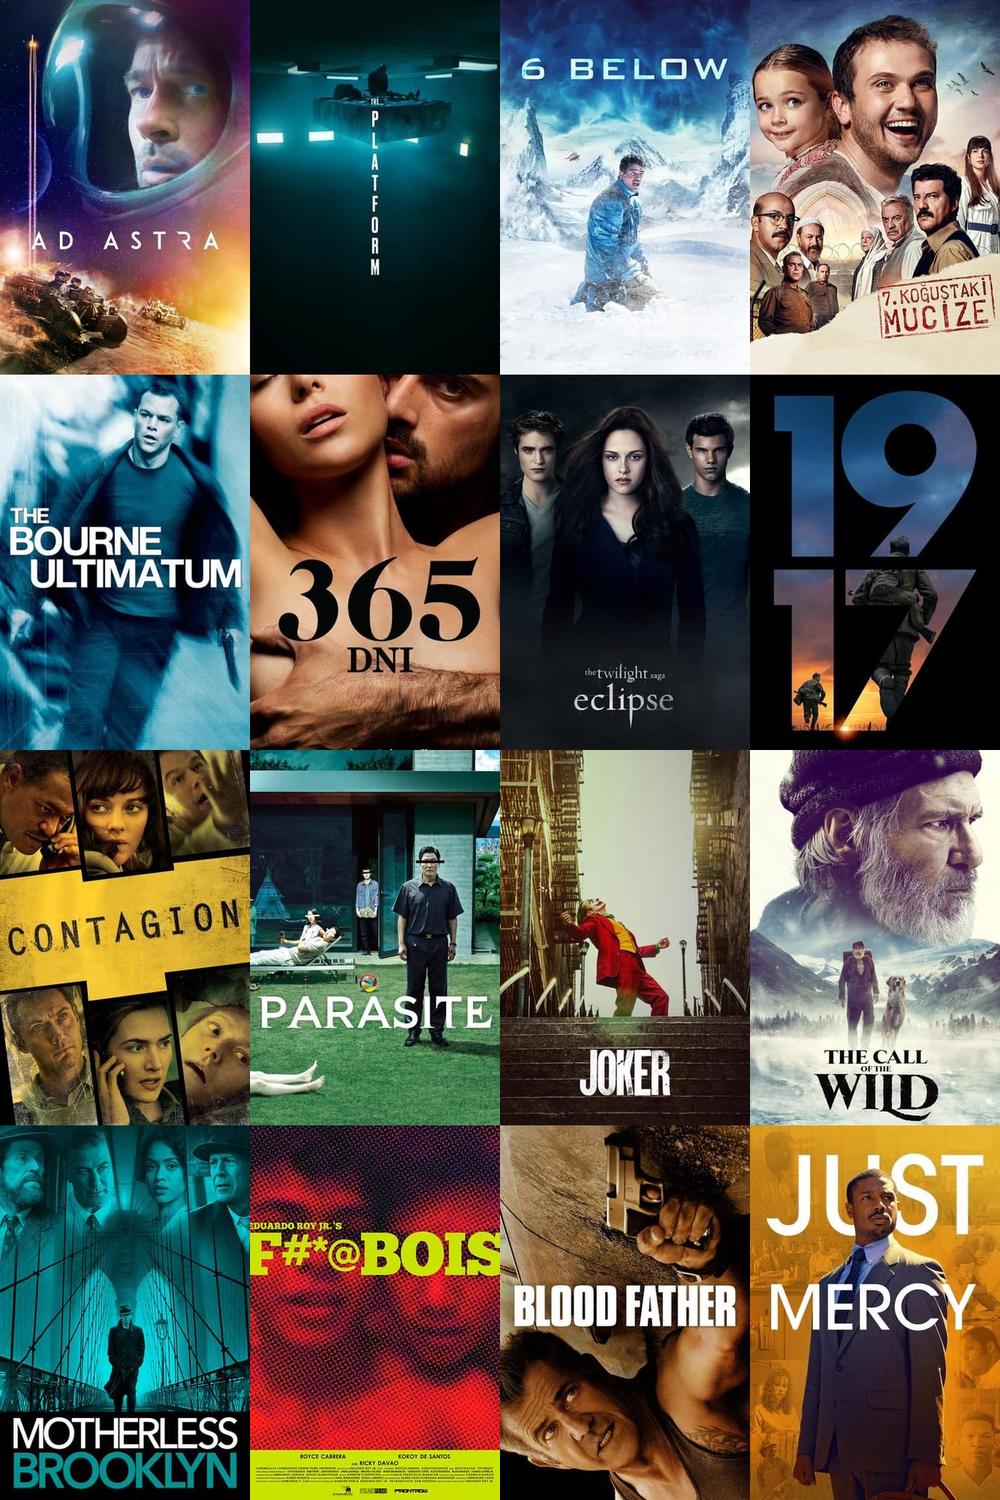 AD ASTRA
THE
PLATFORM
6 BELOW
7. KOĞUŞTAKİ
MUCİZE
THE
BOURNE
ULTIMATUM
365
DNI
the twilight saga
eclipse
19
17
CONTAGION
PARASITE
JOKER
THE CALL
OF THE
WILD
MOTHERLESS
BROOKLYN
EDUARDO ROY JR.'S
F#*@BOIS
ROYCE CABRERA
KOKOY DE SANTOS
AND RICKY DAVAO
FRONTROW
BLOOD FATHER
JUST
MERCY